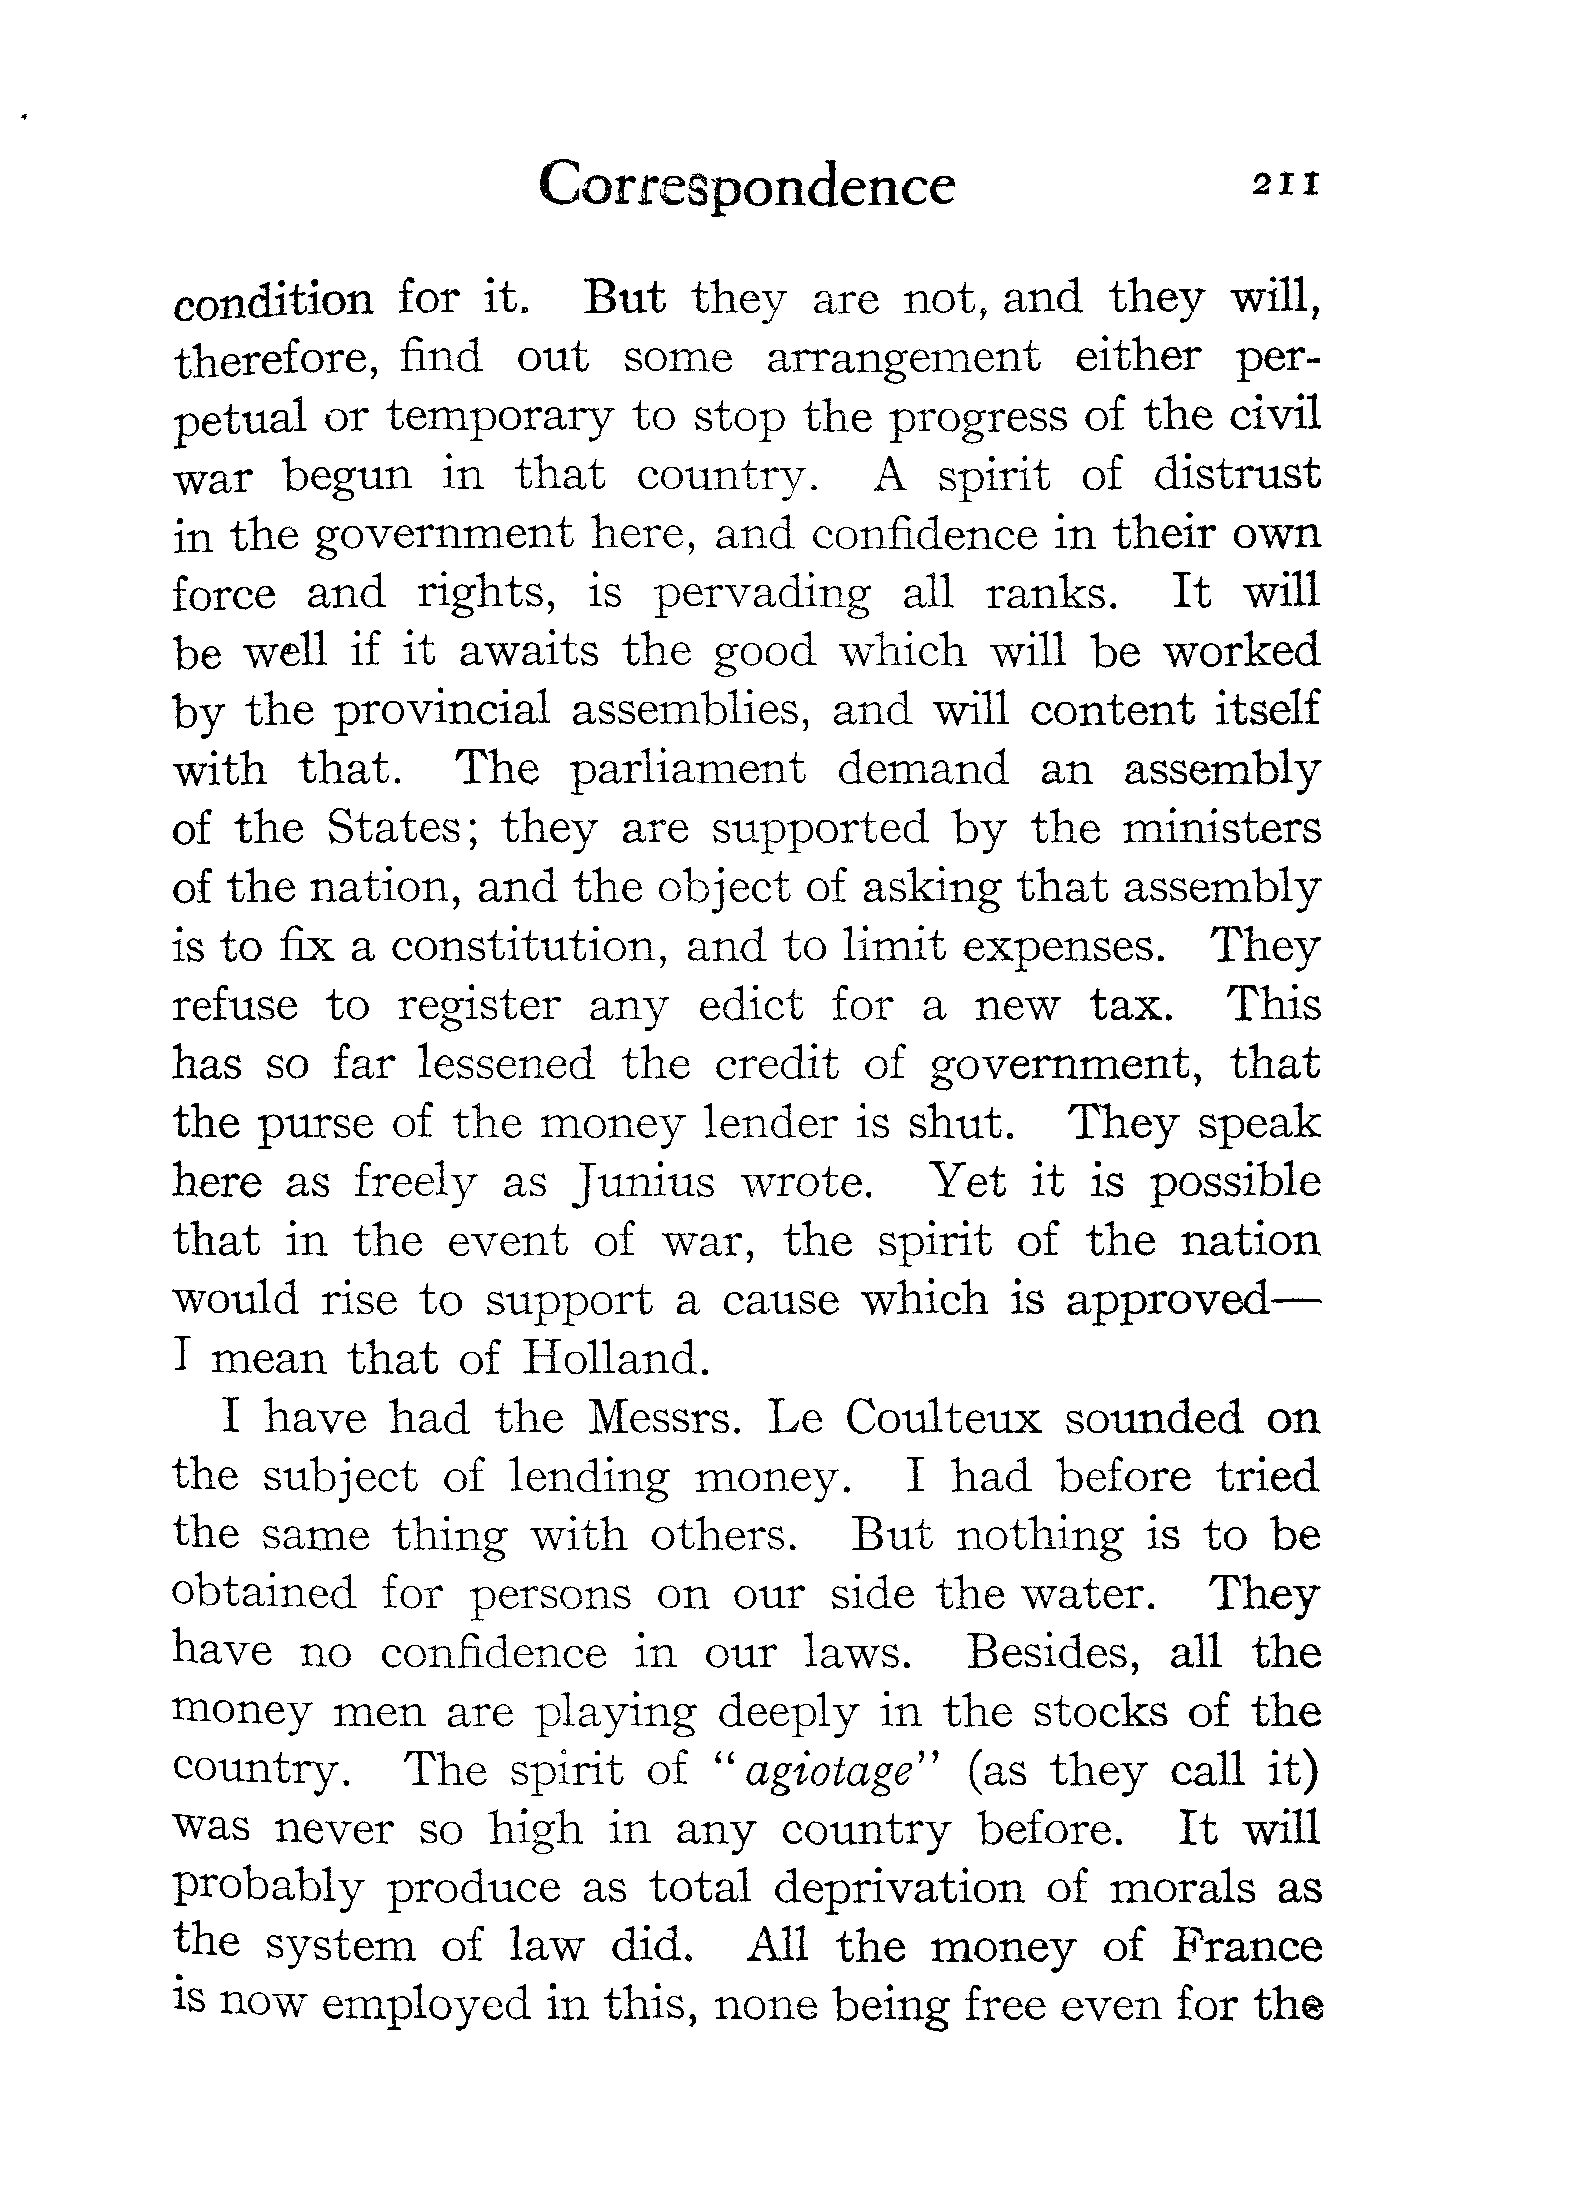 Correspondence 211
condition for it. But they are not, and they will,
therefore, find out some arrangement either per-
petual or temporary to stop the progress of the civil
war begun in that country. A spirit of distrust
in the government here, and confidence in their own
force and rights, is pervading all ranks. It will
be well if it awaits the good which will be worked
by the provincial assemblies, and will content itself
with that. The parliament demand an assembly
of the States; they are supported by the ministers
of the nation, and the object of asking that assembly
is to fix a constitution, and to limit expenses. They
refuse to register any edict for a new tax. This
has so far lessened the credit of government, that
the purse of the money lender is shut. They speak
here as freely as Junius wrote. Yet it is possible
that in the event of war, the spirit of the nation
would rise to support a cause which is approved—
I mean that of Holland.
I have had the Messrs. Le Coulteux sounded on
the subject of lending money. I had before tried
the same thing with others. But nothing is to be
obtained for persons on our side the water. They
have no confidence in our laws. Besides, all the
money men are playing deeply in the stocks of the
country. The spirit of "agiotage" (as they call it)
was never so high in any country before. It will
probably produce as total deprivation of morals as
the system of law did. All the money of France
is now employed in this, none being free even for the